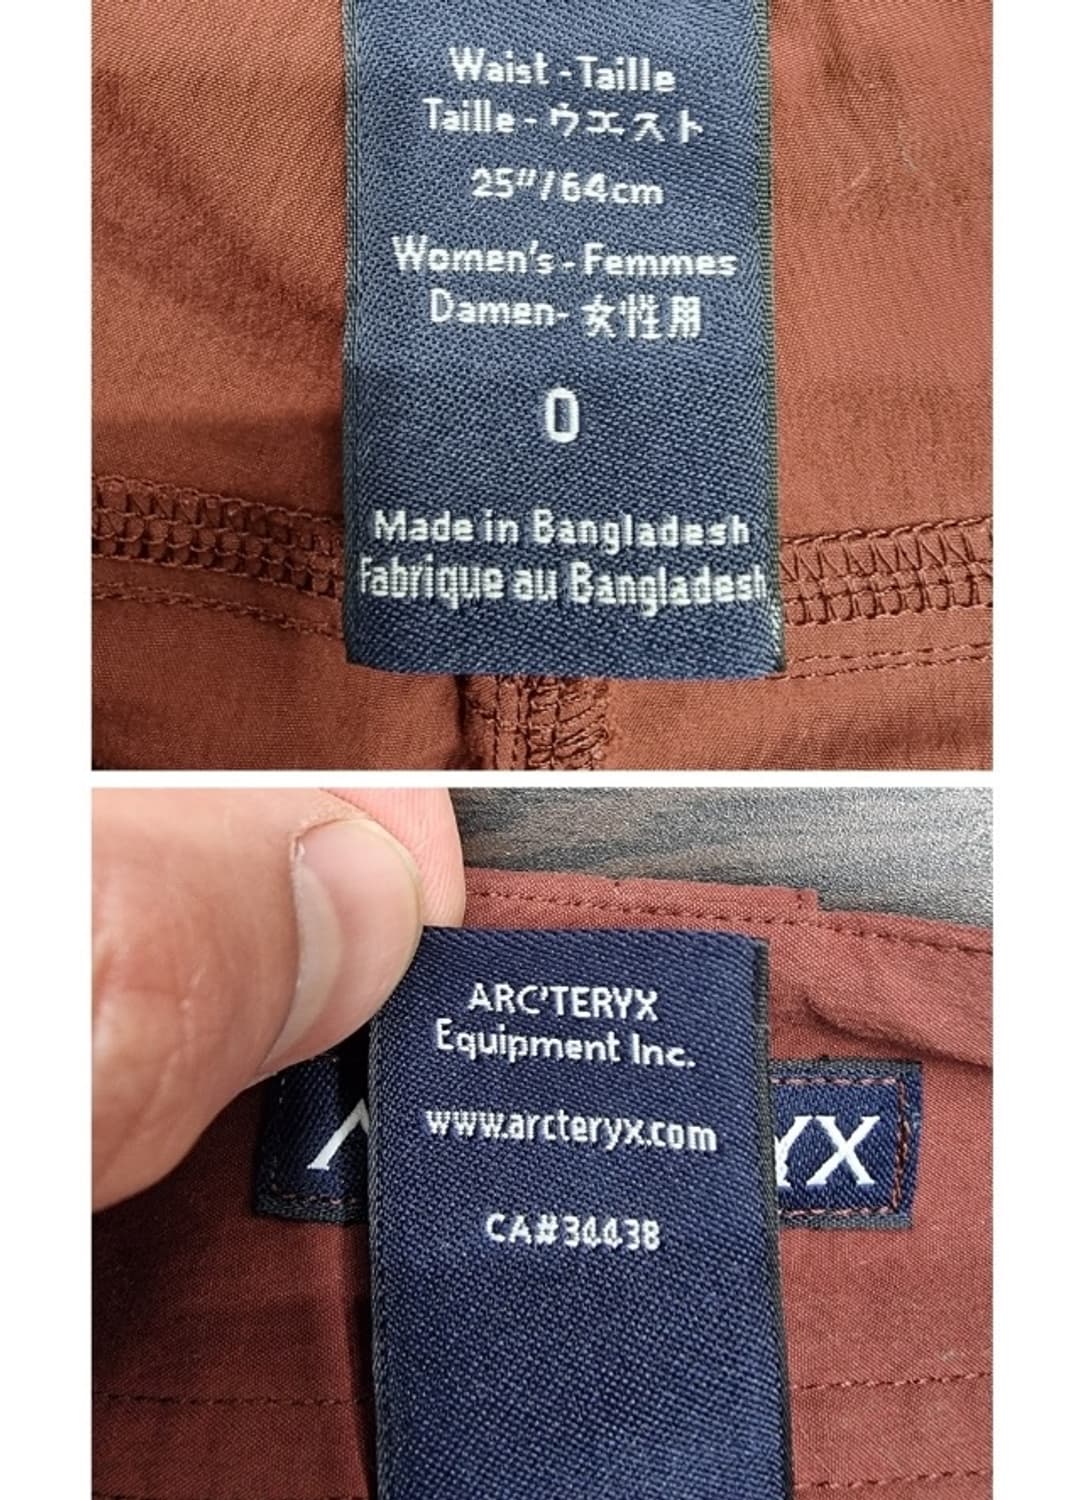 Waist - Taille
Taille - ウエスト
25"/64cm
Women's - Femmes
Damen- 女性用
0
Made in Bangladesh
Fabrique au Bangladesh
ARC'TERYX
Equipment Inc.
www.arcteryx.com
YX
CA#34438